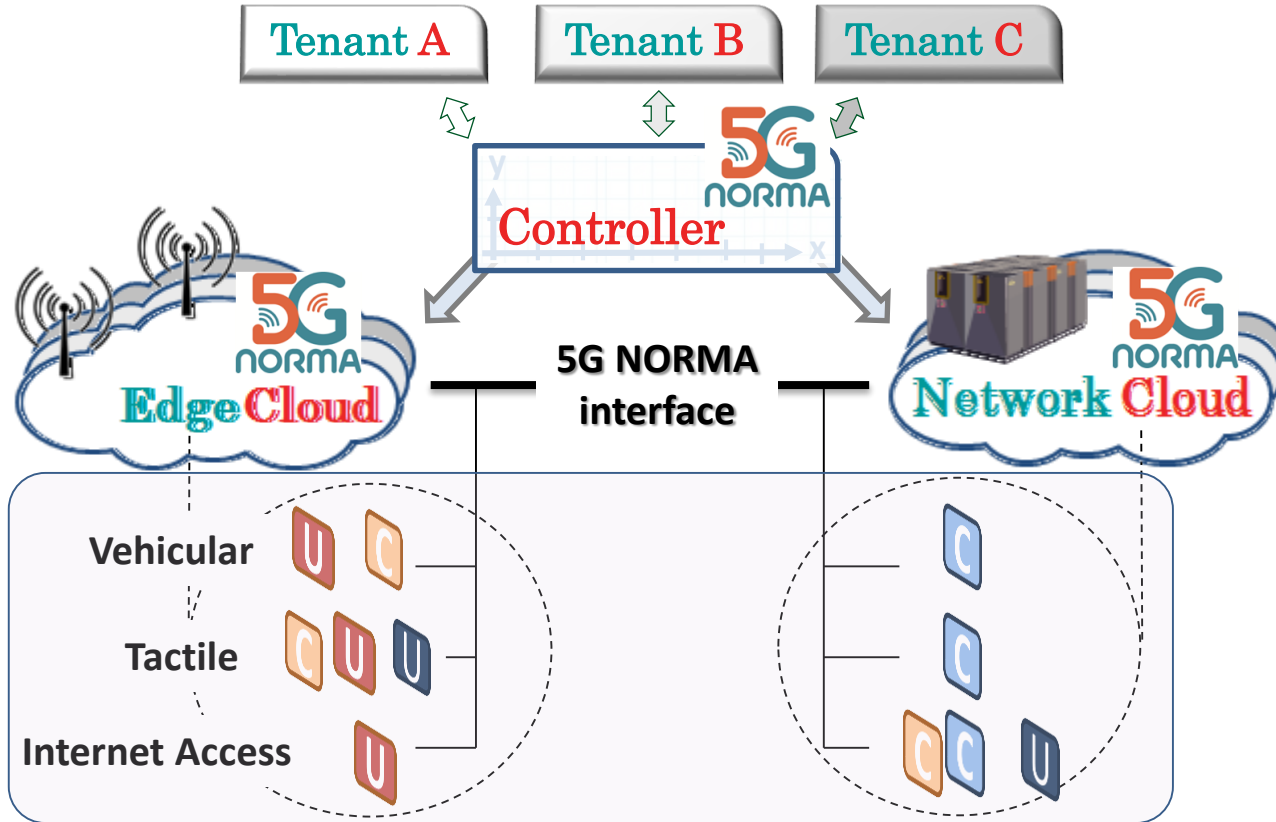 Tenant A
Tenant B
Tenant C
5G
NORMA
y
Controller
x
5G
NORMA
Edge Cloud
5G NORMA
interface
5G
NORMA
Network Cloud
Vehicular
U C
C
Tactile
C U U
C
Internet Access
U
C C U